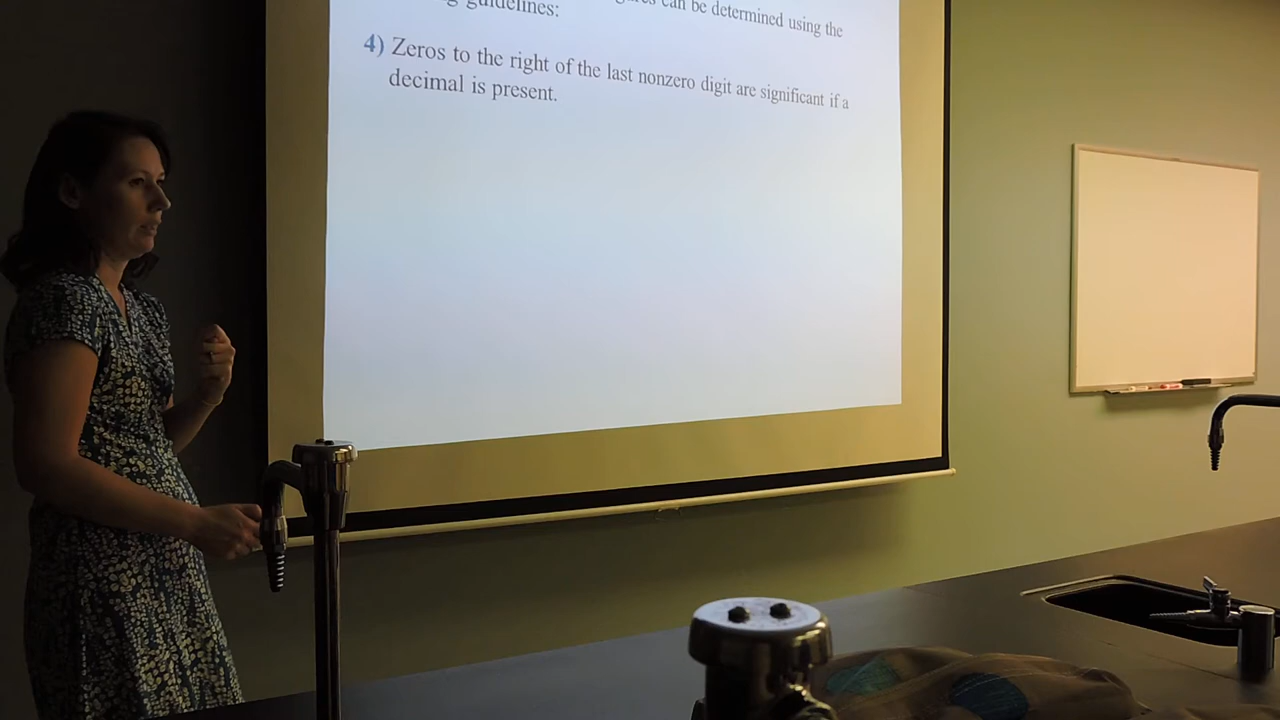 can be determined using the
guidelines:
4) Zeros to the right of the last nonzero digit are significant if a
decimal is present.